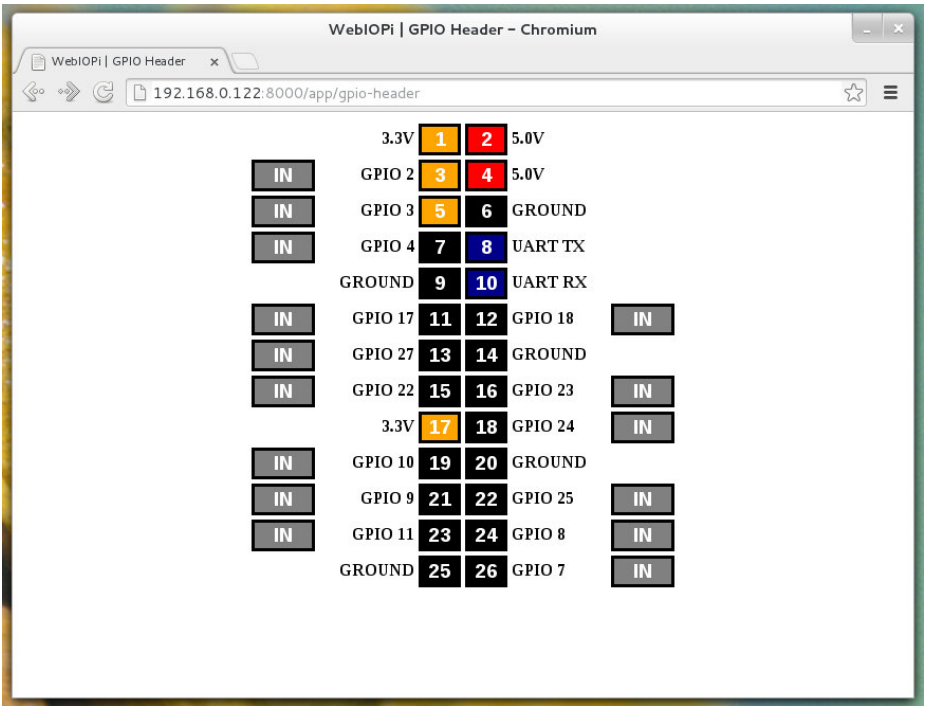 WebIOPi | GPIO Header – Chromium
WebIOPi | GPIO Header x
192.168.0.122:8000/app/gpio-header
3.3V 1 2 5.0V
IN GPIO 2 3 4 5.0V
IN GPIO 3 5 6 GROUND
IN GPIO 4 7 8 UART TX
GROUND 9 10 UART RX
IN GPIO 17 11 12 GPIO 18 IN
IN GPIO 27 13 14 GROUND
IN GPIO 22 15 16 GPIO 23 IN
3.3V 17 18 GPIO 24 IN
IN GPIO 10 19 20 GROUND
IN GPIO 9 21 22 GPIO 25 IN
IN GPIO 11 23 24 GPIO 8 IN
GROUND 25 26 GPIO 7 IN